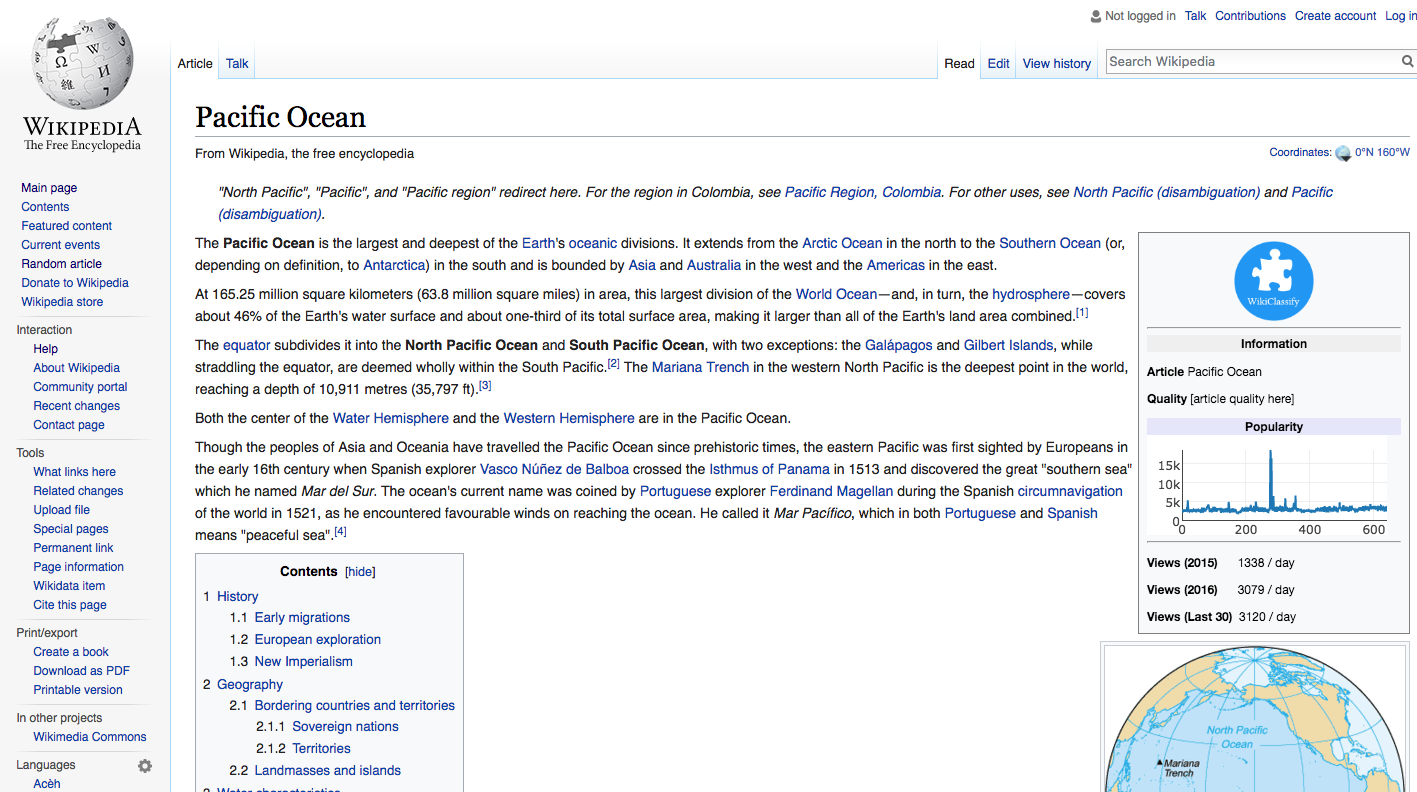 Not logged in Talk Contributions Create account Log in
Article Talk Read Edit View history Search Wikipedia
WIKIPEDIA
The Free Encyclopedia
Main page
Contents
Featured content
Current events
Random article
Donate to Wikipedia
Wikipedia store
Interaction
Help
About Wikipedia
Community portal
Recent changes
Contact page
Tools
What links here
Related changes
Upload file
Special pages
Permanent link
Page information
Wikidata item
Cite this page
Print/export
Create a book
Download as PDF
Printable version
In other projects
Wikimedia Commons
Languages
Acèh
Pacific Ocean
From Wikipedia, the free encyclopedia
Coordinates: 0°N 160°W
"North Pacific", "Pacific", and "Pacific region" redirect here. For the region in Colombia, see Pacific Region, Colombia. For other uses, see North Pacific (disambiguation) and Pacific
(disambiguation).
The Pacific Ocean is the largest and deepest of the Earth's oceanic divisions. It extends from the Arctic Ocean in the north to the Southern Ocean (or,
depending on definition, to Antarctica) in the south and is bounded by Asia and Australia in the west and the Americas in the east.
At 165.25 million square kilometers (63.8 million square miles) in area, this largest division of the World Ocean—and, in turn, the hydrosphere—covers
about 46% of the Earth's water surface and about one-third of its total surface area, making it larger than all of the Earth's land area combined.[1]
The equator subdivides it into the North Pacific Ocean and South Pacific Ocean, with two exceptions: the Galápagos and Gilbert Islands, while
straddling the equator, are deemed wholly within the South Pacific.[2] The Mariana Trench in the western North Pacific is the deepest point in the world,
reaching a depth of 10,911 metres (35,797 ft).[3]
Both the center of the Water Hemisphere and the Western Hemisphere are in the Pacific Ocean.
Though the peoples of Asia and Oceania have travelled the Pacific Ocean since prehistoric times, the eastern Pacific was first sighted by Europeans in
the early 16th century when Spanish explorer Vasco Núñez de Balboa crossed the Isthmus of Panama in 1513 and discovered the great "southern sea"
which he named Mar del Sur. The ocean's current name was coined by Portuguese explorer Ferdinand Magellan during the Spanish circumnavigation
of the world in 1521, as he encountered favourable winds on reaching the ocean. He called it Mar Pacífico, which in both Portuguese and Spanish
means "peaceful sea".[4]
Contents [hide]
1 History
1.1 Early migrations
1.2 European exploration
1.3 New Imperialism
2 Geography
2.1 Bordering countries and territories
2.1.1 Sovereign nations
2.1.2 Territories
2.2 Landmasses and islands
3 Water characteristics
WikiClassify
Information
Article Pacific Ocean
Quality [article quality here]
Popularity
15k
10k
5k
0
0 200 400 600
Views (2015) 1338 / day
Views (2016) 3079 / day
Views (Last 30) 3120 / day
North Pacific
Ocean
Mariana
Trench